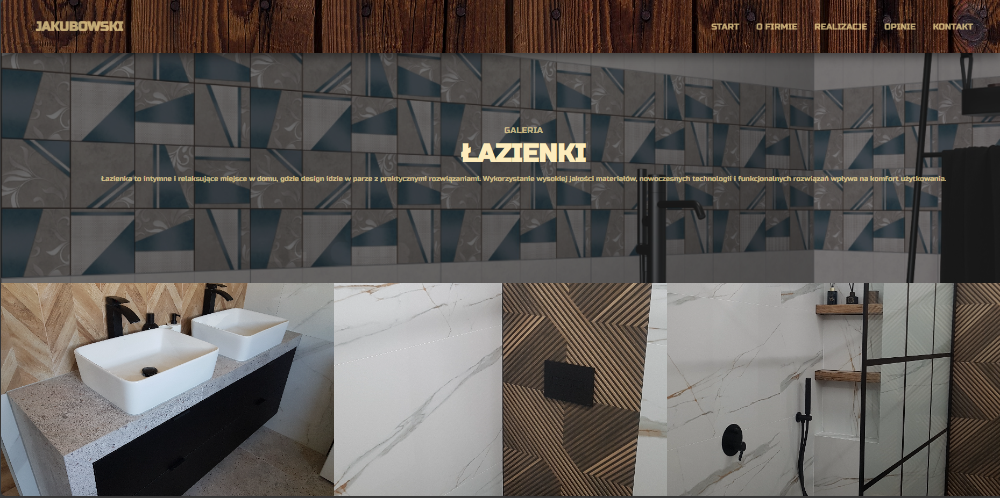 JAKUBOWSKI
START O FIRMIE REALIZACJE OPINIE KONTAKT
GALERIA
ŁAZIENKI
Łazienka to intymne i relaksujące miejsce w domu, gdzie design idzie w parze z praktycznymi rozwiązaniami. Wykorzystanie wysokiej jakości materiałów, nowoczesnych technologii i funkcjonalnych rozwiązań wpływa na komfort użytkowania.